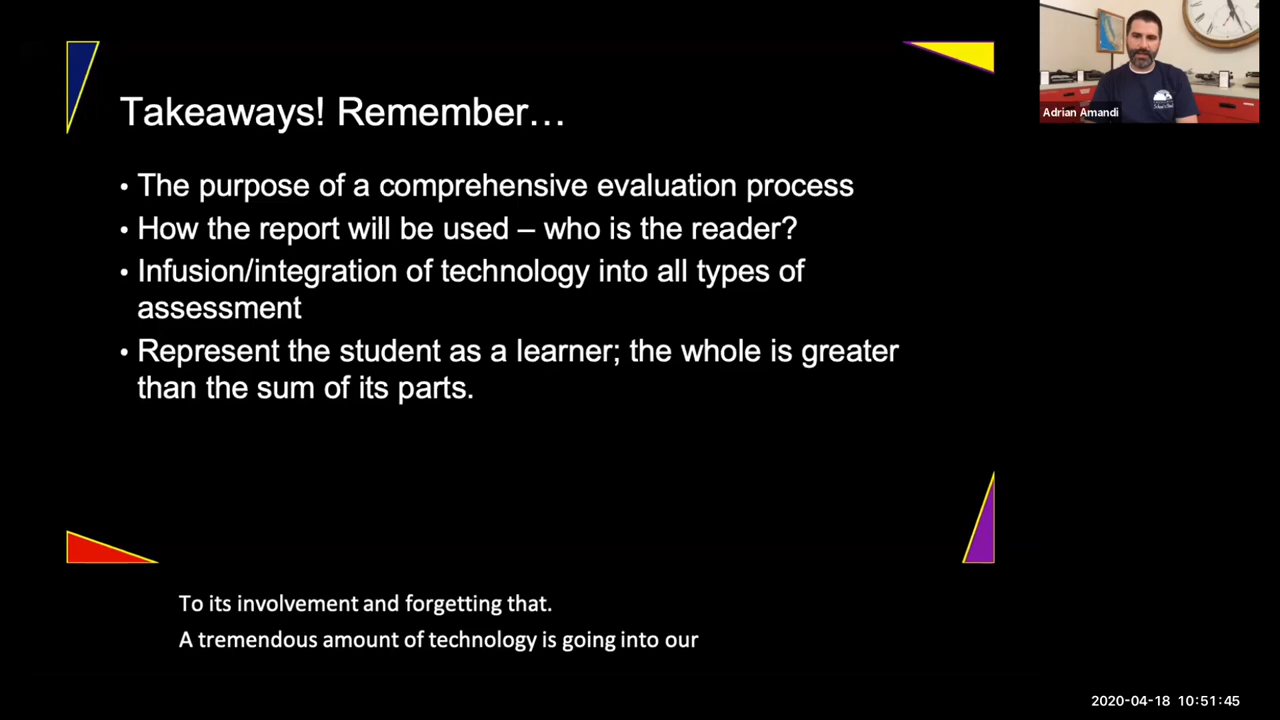 Takeaways! Remember…
• The purpose of a comprehensive evaluation process
• How the report will be used – who is the reader?
• Infusion/integration of technology into all types of
assessment
• Represent the student as a learner; the whole is greater
than the sum of its parts.
Adrian Amandi
To its involvement and forgetting that.
A tremendous amount of technology is going into our
2020-04-18 10:51:45